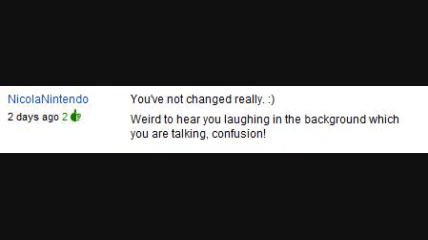 NicolaNintendo
2 days ago 2
You've not changed really. :)
Weird to hear you laughing in the background which
you are talking, confusion!